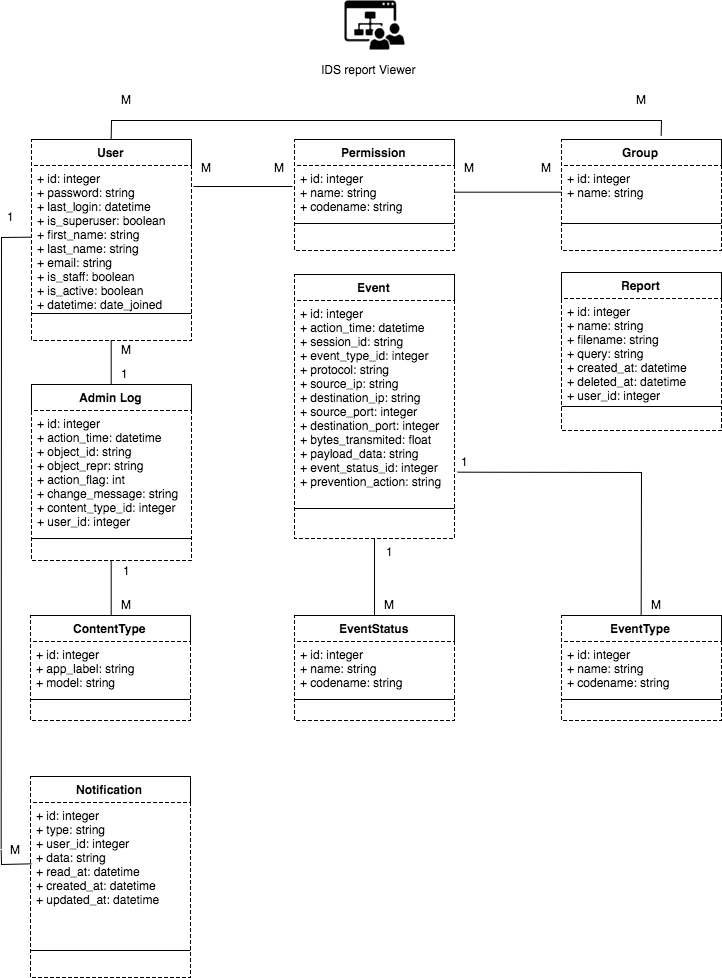 IDS report Viewer
M
M
User
+ id: integer
+ password: string
+ last_login: datetime
+ is_superuser: boolean
+ first_name: string
+ last_name: string
+ email: string
+ is_staff: boolean
+ is_active: boolean
+ datetime: date_joined
M
M
Permission
+ id: integer
+ name: string
+ codename: string
M
M
Group
+ id: integer
+ name: string
1
M
1
Admin Log
+ id: integer
+ action_time: datetime
+ object_id: string
+ object_repr: string
+ action_flag: int
+ change_message: string
+ content_type_id: integer
+ user_id: integer
Event
+ id: integer
+ action_time: datetime
+ session_id: string
+ event_type_id: integer
+ protocol: string
+ source_ip: string
+ destination_ip: string
+ source_port: integer
+ destination_port: integer
+ bytes_transmited: float
+ payload_data: string
+ event_status_id: integer
+ prevention_action: string
Report
+ id: integer
+ name: string
+ filename: string
+ query: string
+ created_at: datetime
+ deleted_at: datetime
+ user_id: integer
1
1
1
M
M
M
ContentType
+ id: integer
+ app_label: string
+ model: string
EventStatus
+ id: integer
+ name: string
+ codename: string
EventType
+ id: integer
+ name: string
+ codename: string
M
Notification
+ id: integer
+ type: string
+ user_id: integer
+ data: string
+ read_at: datetime
+ created_at: datetime
+ updated_at: datetime